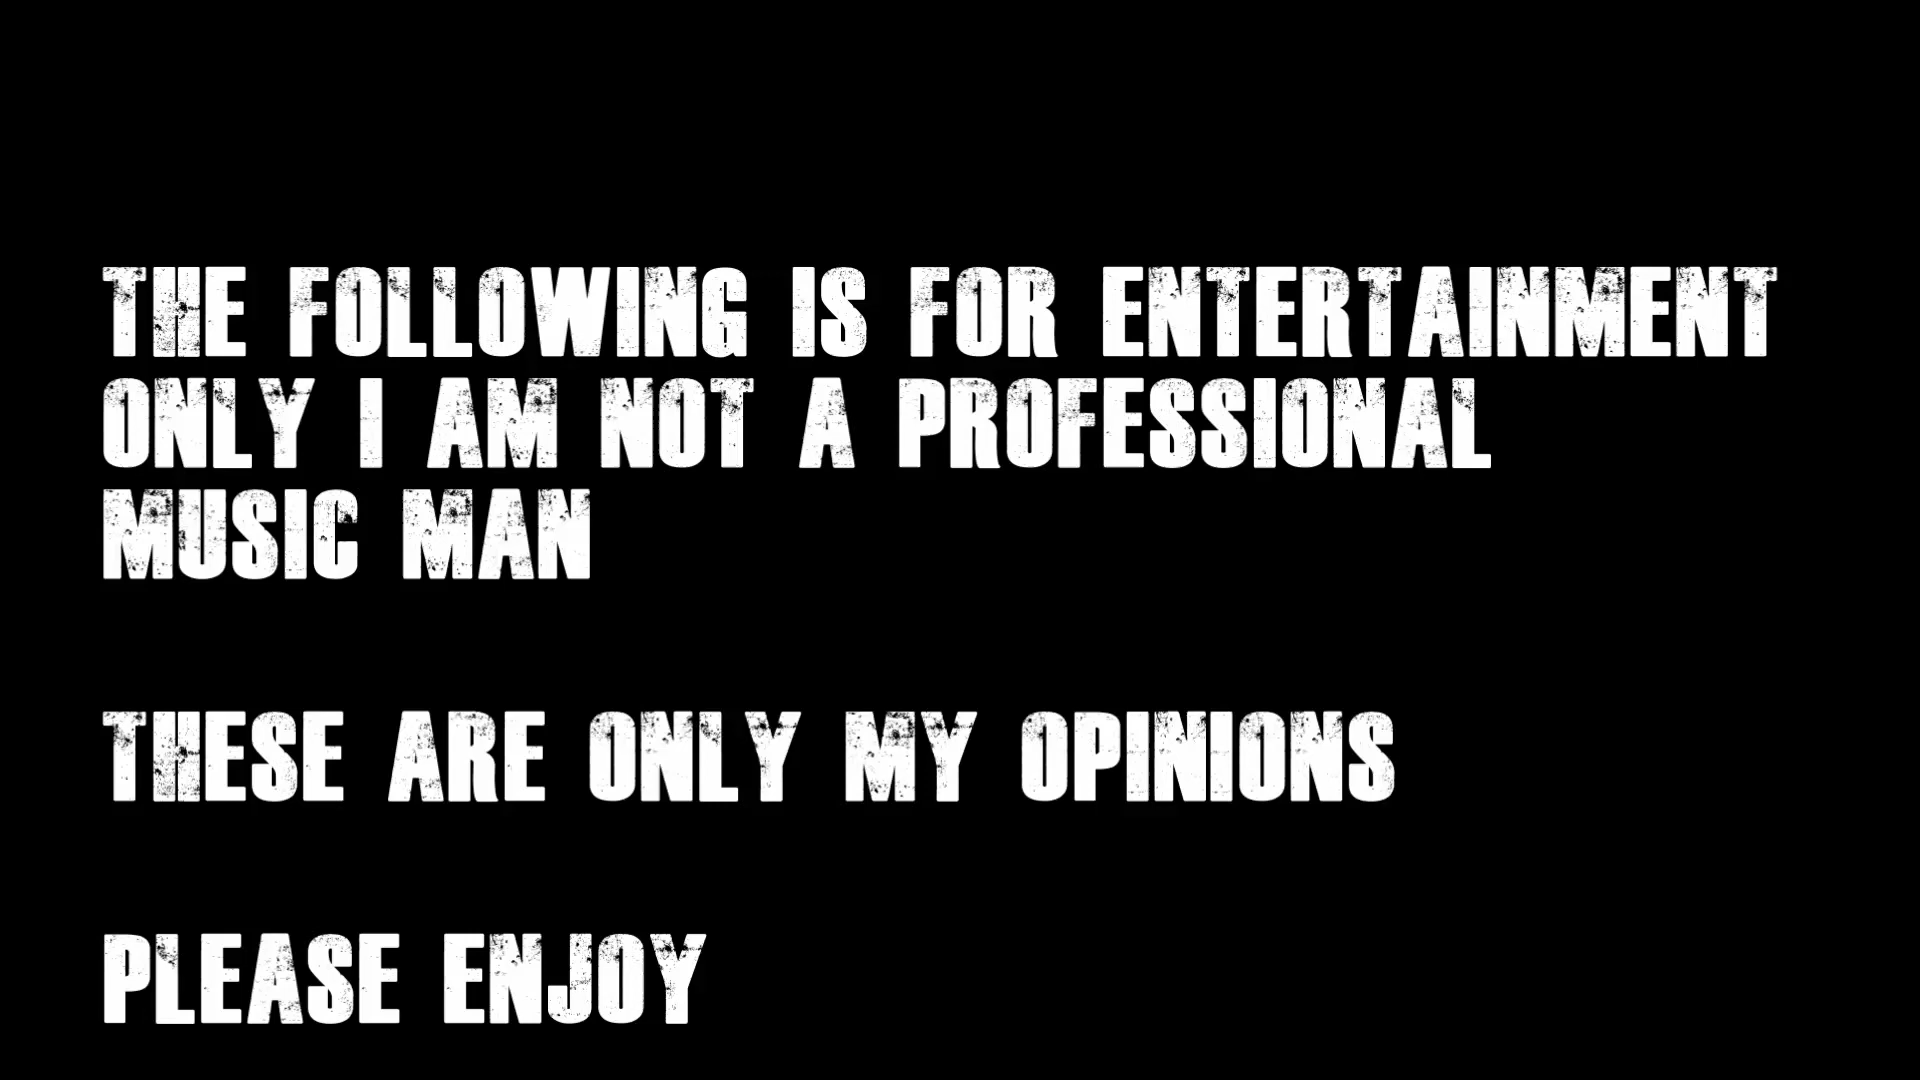 THE FOLLOWING IS FOR ENTERTAINMENT
ONLY I AM NOT A PROFESSIONAL
MUSIC MAN
THESE ARE ONLY MY OPINIONS
PLEASE ENJOY